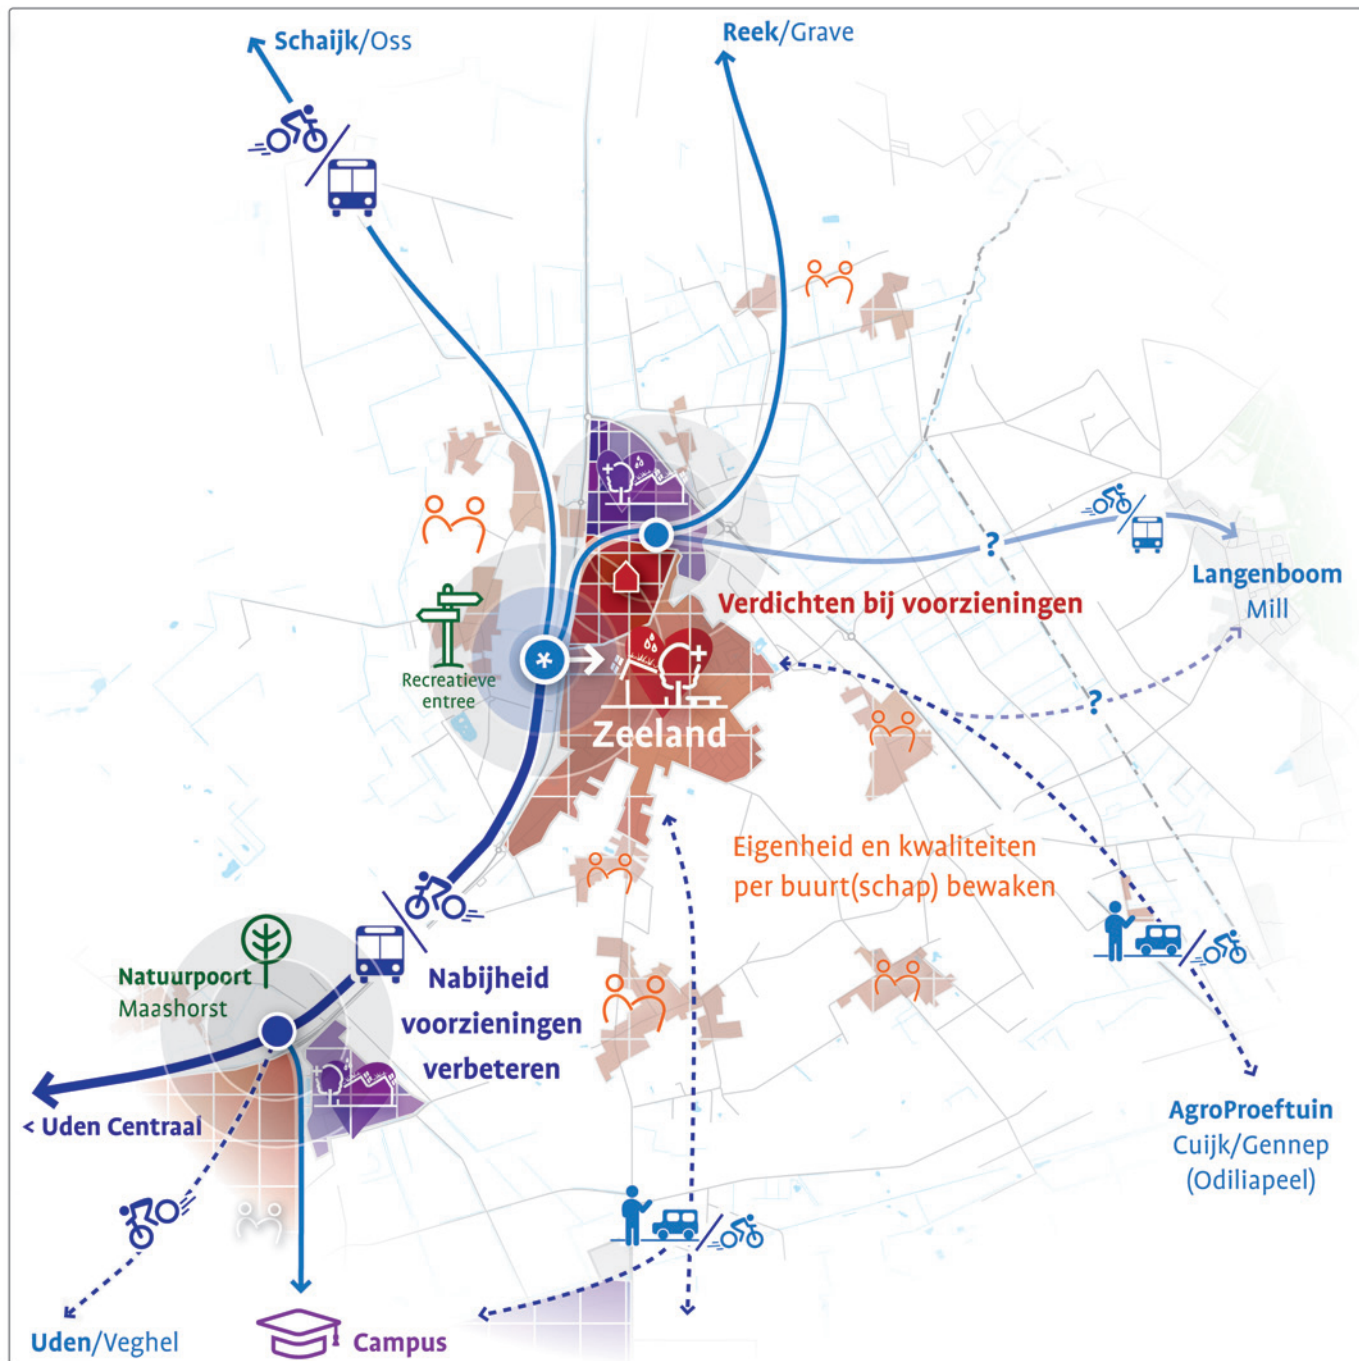 Schaijk/Oss
Reek/Grave
?
Langenboom
Mill
Verdichten bij voorzieningen
*
Recreatieve
entree
Zeeland
?
Eigenheid en kwaliteiten
per buurt(schap) bewaken
Natuurpoort
Maashorst
Nabijheid
voorzieningen
verbeteren
< Uden Centraal
AgroProeftuin
Cuijk/Gennep
(Odiliapeel)
Uden/Veghel
Campus